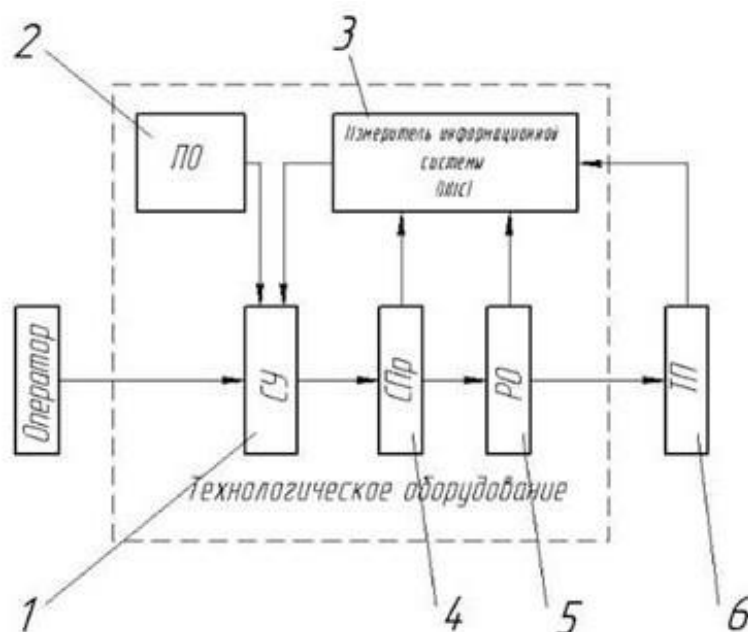 2
3
ПО
Измеритель информационной
системы
Оператор
СУ
СПр
РО
ТП
Технологическое оборудование
1
4
5
6